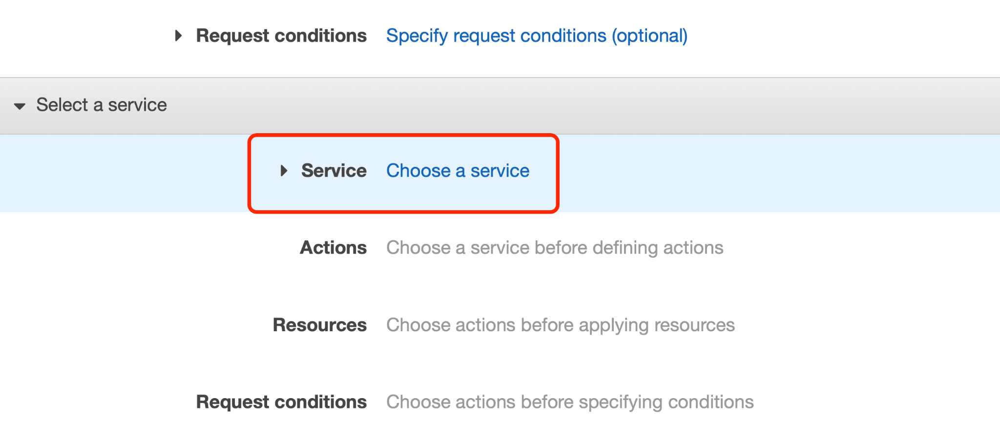 Request conditions Specify request conditions (optional)
Select a service
Service Choose a service
Actions Choose a service before defining actions
Resources Choose actions before applying resources
Request conditions Choose actions before specifying conditions